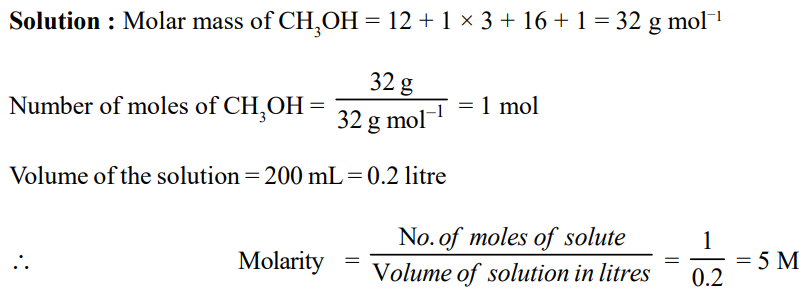 Solution : Molar mass of CH₃OH = 12 + 1 × 3 + 16 + 1 = 32 g mol⁻¹
Number of moles of CH₃OH = 32 g / 32 g mol⁻¹ = 1 mol
Volume of the solution = 200 mL = 0.2 litre
∴ Molarity = No. of moles of solute / Volume of solution in litres = 1 / 0.2 = 5 M